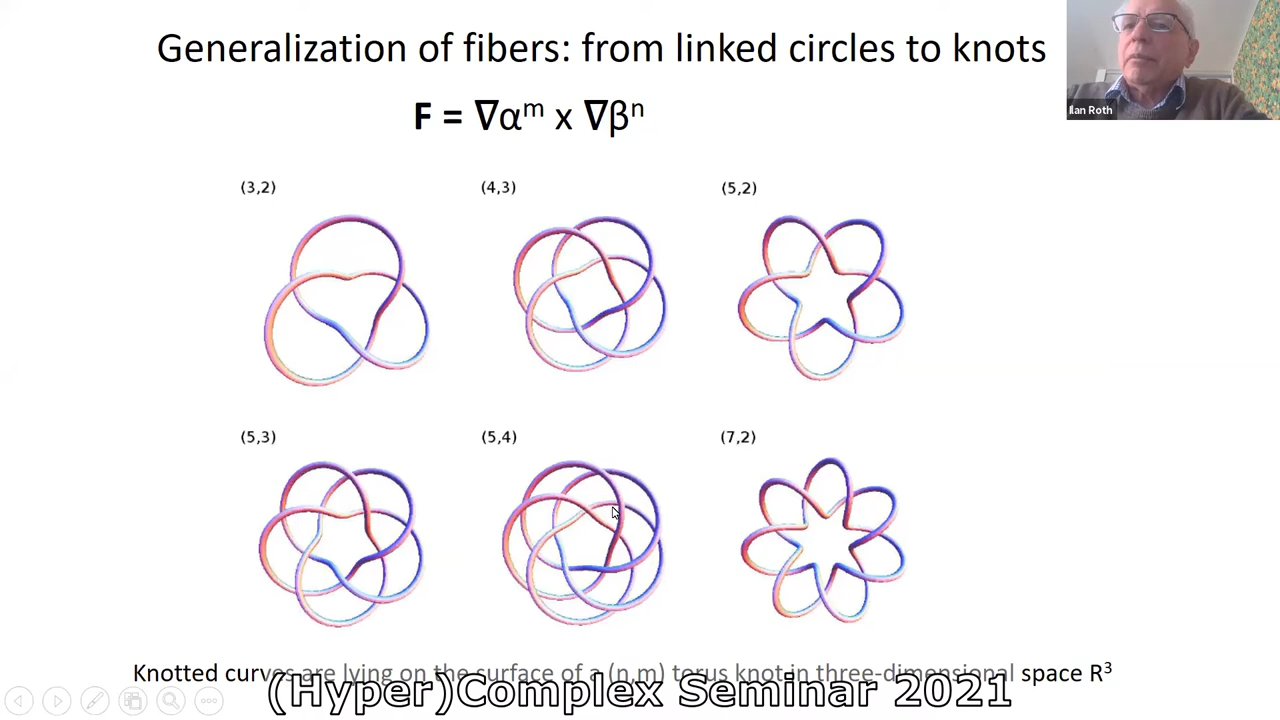 Generalization of fibers: from linked circles to knots
F = ∇αᵐ x ∇βⁿ
Ilan Roth
(3,2)
(4,3)
(5,2)
(5,3)
(5,4)
(7,2)
Knotted curves are lying on the surface of a (n,m) torus knot in three-dimensional space R³
(Hyper)Complex Seminar 2021